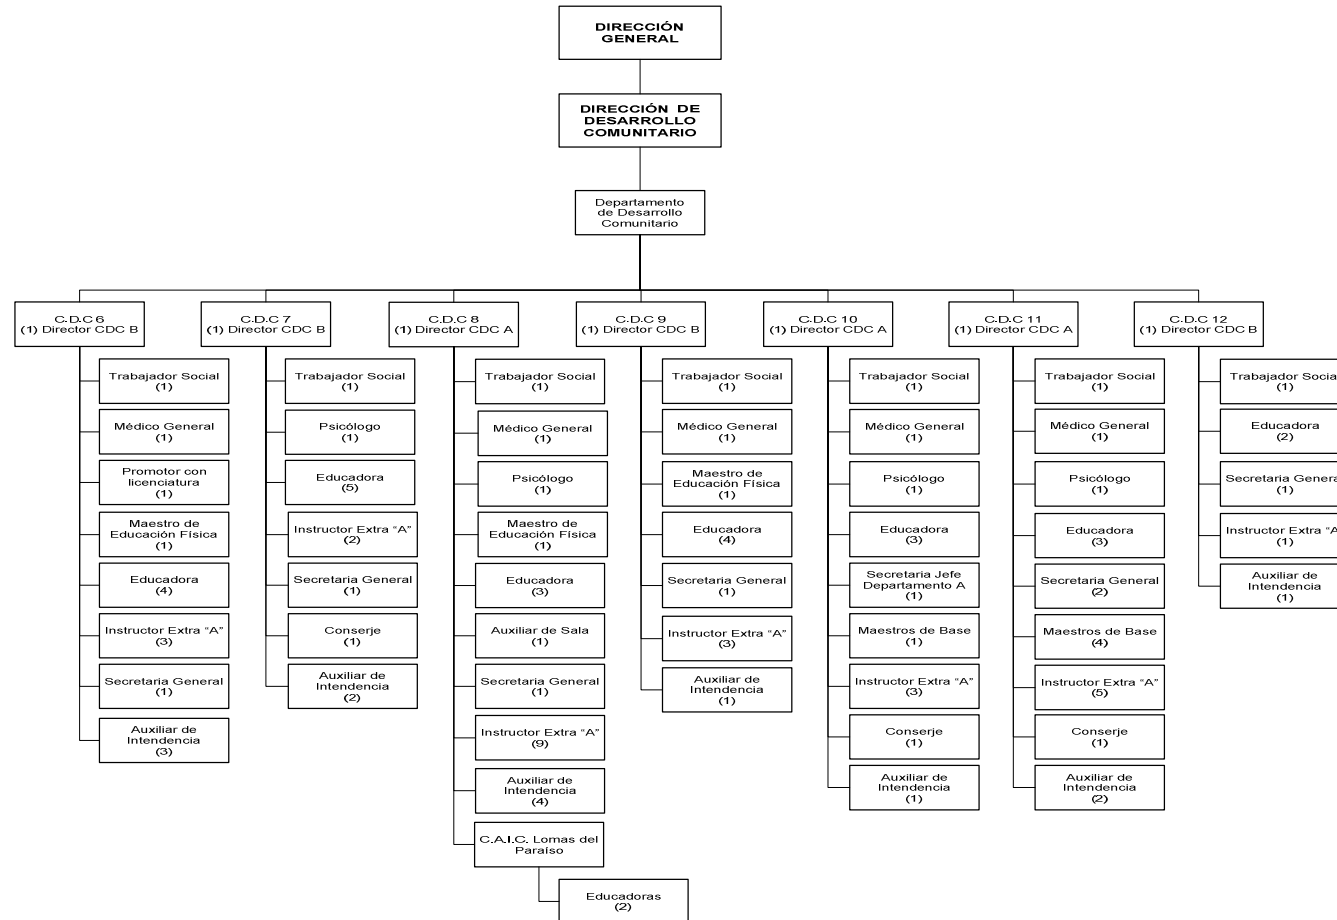 DIRECCIÓN
GENERAL
DIRECCIÓN DE
DESARROLLO
COMUNITARIO
Departamento
de Desarrollo
Comunitario
C.D.C 6
(1) Director CDC B
Trabajador Social
(1)
Médico General
(1)
Promotor con
licenciatura
(1)
Maestro de
Educación Física
(1)
Educadora
(4)
Instructor Extra "A"
(3)
Secretaria General
(1)
Auxiliar de
Intendencia
(3)
C.D.C 7
(1) Director CDC B
Trabajador Social
(1)
Psicólogo
(1)
Educadora
(5)
Instructor Extra "A"
(2)
Secretaria General
(1)
Conserje
(1)
Auxiliar de
Intendencia
(2)
C.D.C 8
(1) Director CDC A
Trabajador Social
(1)
Médico General
(1)
Psicólogo
(1)
Maestro de
Educación Física
(1)
Educadora
(3)
Auxiliar de Sala
(1)
Secretaria General
(1)
Instructor Extra "A"
(9)
Auxiliar de
Intendencia
(4)
C.A.I.C. Lomas del
Paraíso
Educadoras
(2)
C.D.C 9
(1) Director CDC B
Trabajador Social
(1)
Médico General
(1)
Maestro de
Educación Física
(1)
Educadora
(4)
Secretaria General
(1)
Instructor Extra "A"
(3)
Auxiliar de
Intendencia
(1)
C.D.C 10
(1) Director CDC A
Trabajador Social
(1)
Médico General
(1)
Psicólogo
(1)
Educadora
(3)
Secretaria Jefe
Departamento A
(1)
Maestros de Base
(1)
Instructor Extra "A"
(3)
Conserje
(1)
Auxiliar de
Intendencia
(1)
C.D.C 11
(1) Director CDC A
Trabajador Social
(1)
Médico General
(1)
Psicólogo
(1)
Educadora
(3)
Secretaria General
(2)
Maestros de Base
(4)
Instructor Extra "A"
(5)
Conserje
(1)
Auxiliar de
Intendencia
(2)
C.D.C 12
(1) Director CDC B
Trabajador Social
(1)
Educadora
(2)
Secretaria General
(1)
Instructor Extra "A"
(1)
Auxiliar de
Intendencia
(1)